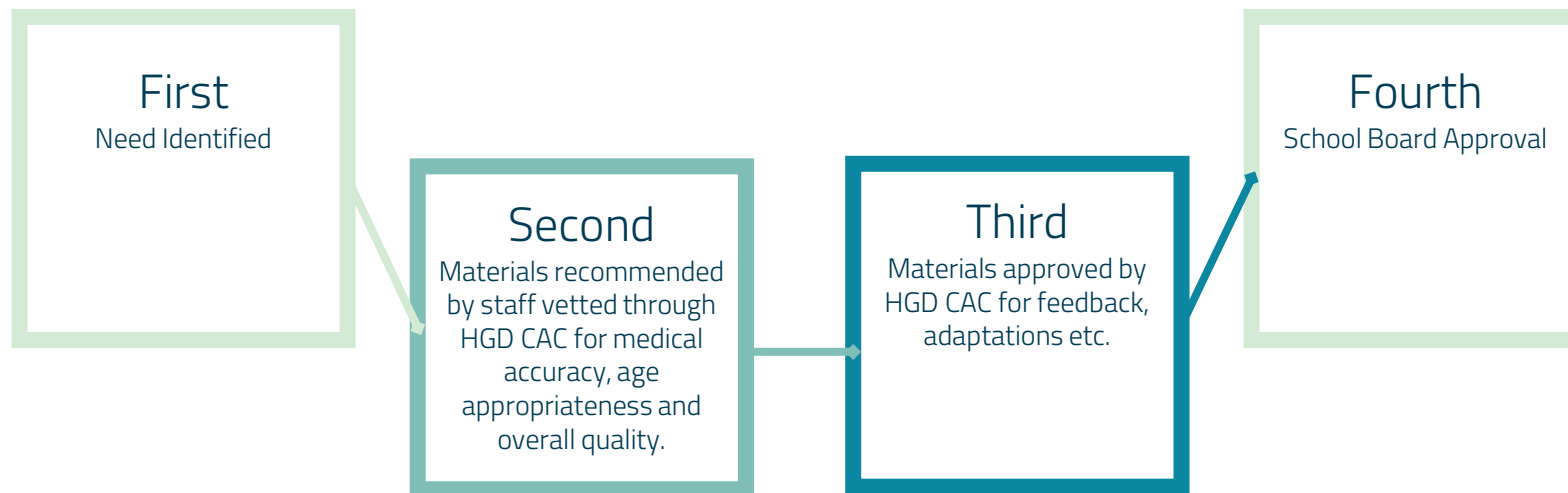 First
Need Identified
Second
Materials recommended
by staff vetted through
HGD CAC for medical
accuracy, age
appropriateness and
overall quality.
Third
Materials approved by
HGD CAC for feedback,
adaptations etc.
Fourth
School Board Approval